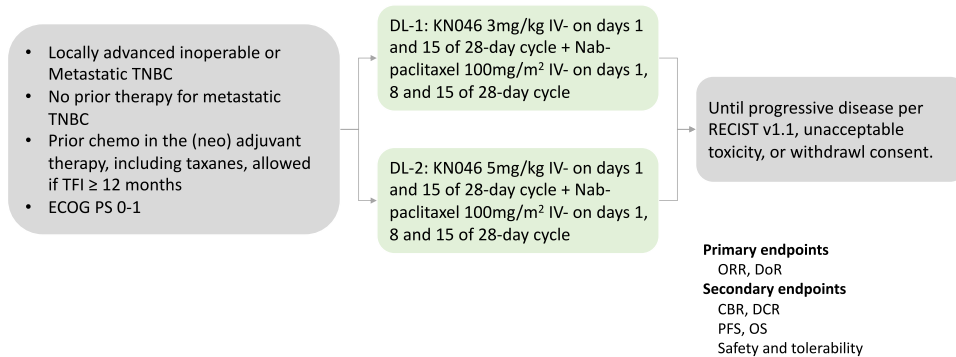 • Locally advanced inoperable or
Metastatic TNBC
• No prior therapy for metastatic
TNBC
• Prior chemo in the (neo) adjuvant
therapy, including taxanes, allowed
if TFI ≥ 12 months
• ECOG PS 0-1
DL-1: KN046 3mg/kg IV- on days 1
and 15 of 28-day cycle + Nab-
paclitaxel 100mg/m² IV- on days 1,
8 and 15 of 28-day cycle
DL-2: KN046 5mg/kg IV- on days 1
and 15 of 28-day cycle + Nab-
paclitaxel 100mg/m² IV- on days 1,
8 and 15 of 28-day cycle
Until progressive disease per
RECIST v1.1, unacceptable
toxicity, or withdrawl consent.
Primary endpoints
ORR, DoR
Secondary endpoints
CBR, DCR
PFS, OS
Safety and tolerability